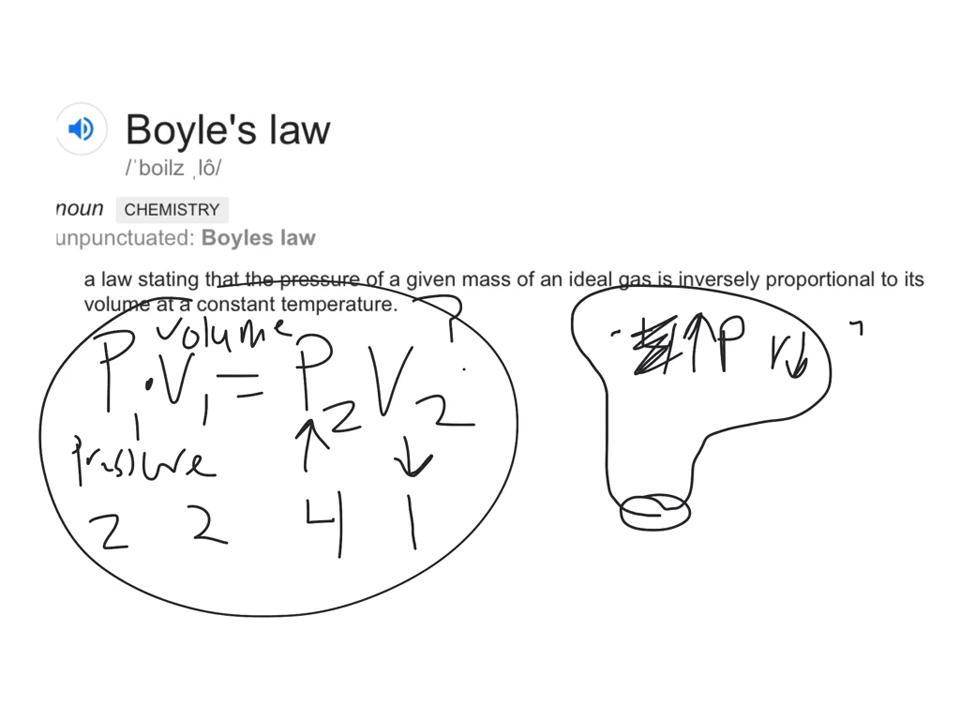 Boyle's law
/ˈboilz ˌlô/
noun CHEMISTRY
unpunctuated: Boyles law
a law stating that the pressure of a given mass of an ideal gas is inversely proportional to its
volume at a constant temperature.
volume ?
P₁ · V₁ = P₂ V₂
↑ ↓
pressure
2 2 4 1
↑ P V ↓